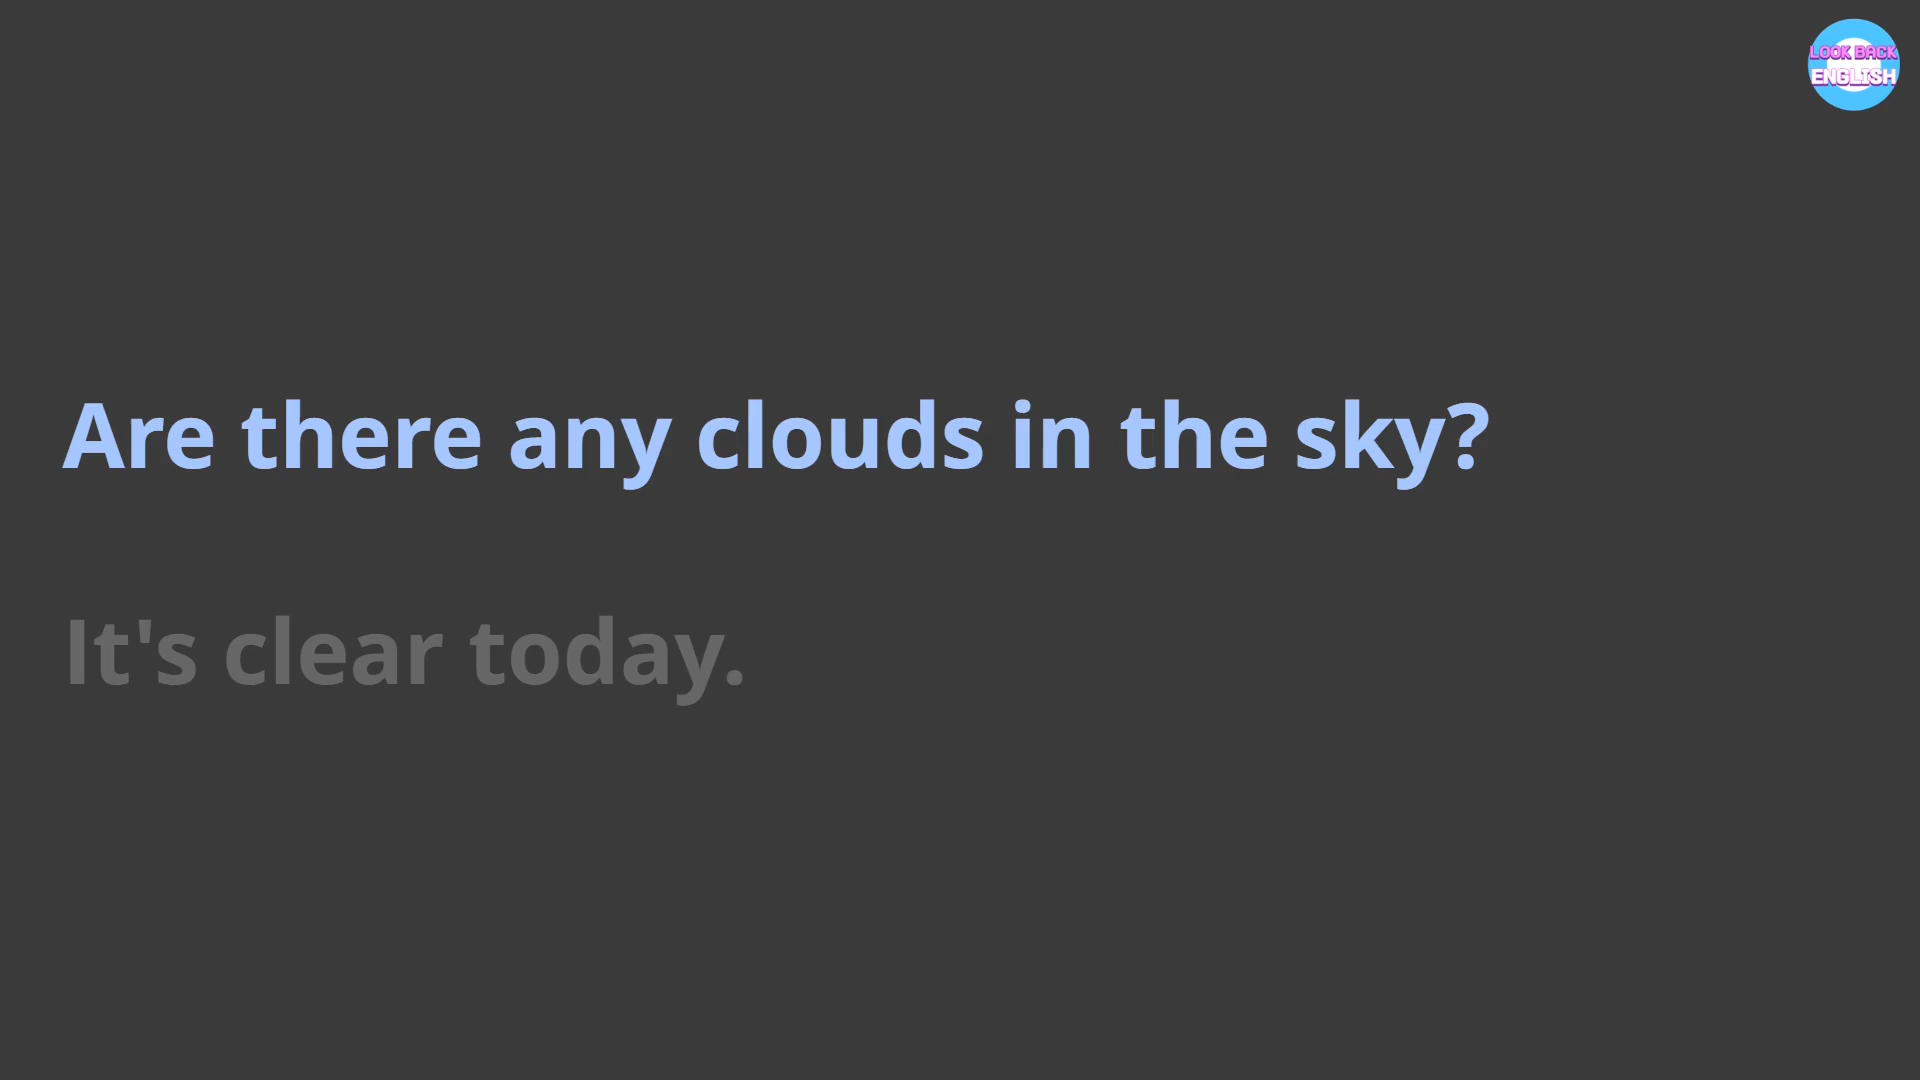 LOOK BACK
ENGLISH
Are there any clouds in the sky?
It's clear today.